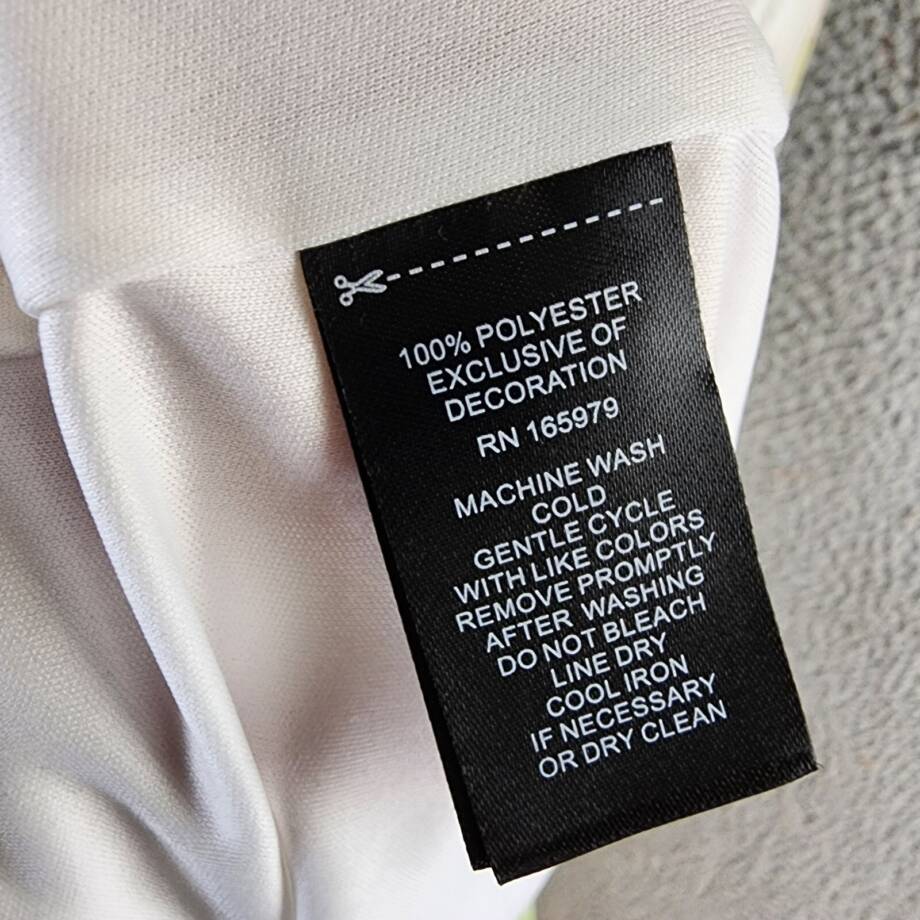 100% POLYESTER
EXCLUSIVE OF
DECORATION
RN 165979
MACHINE WASH
COLD
GENTLE CYCLE
WITH LIKE COLORS
REMOVE PROMPTLY
AFTER WASHING
DO NOT BLEACH
LINE DRY
COOL IRON
IF NECESSARY
OR DRY CLEAN